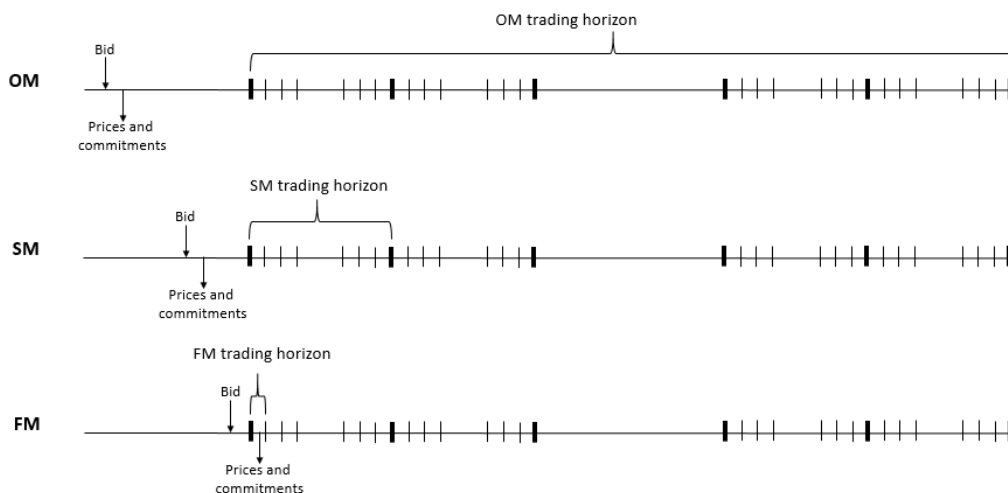 OM trading horizon
Bid
OM
Prices and
commitments
SM trading horizon
Bid
SM
Prices and
commitments
FM trading horizon
Bid
FM
Prices and
commitments